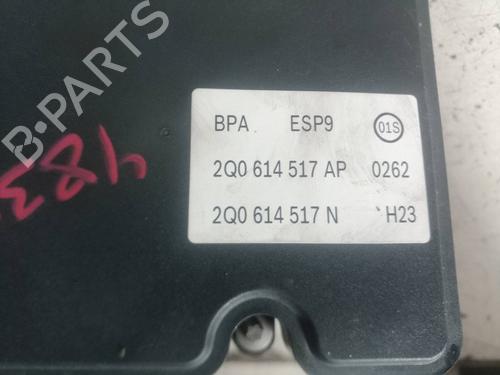 BPA ESP9 01S
2Q0 614 517 AP 0262
2Q0 614 517 N H23
B-PARTS